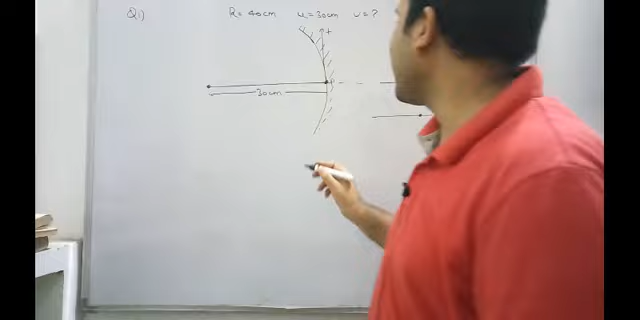 Q1) R = 40cm u = 30cm v = ?
+
30cm